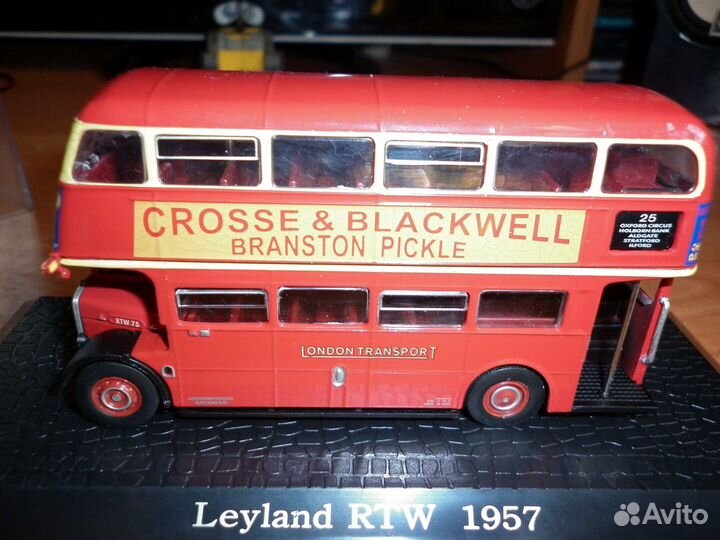 CROSSE & BLACKWELL
BRANSTON PICKLE
25
OXFORD CIRCUS
HOLBORN BANK
ALDGATE
STRATFORD
ILFORD
RTW 75
LONDON TRANSPORT
Leyland RTW 1957
Avito